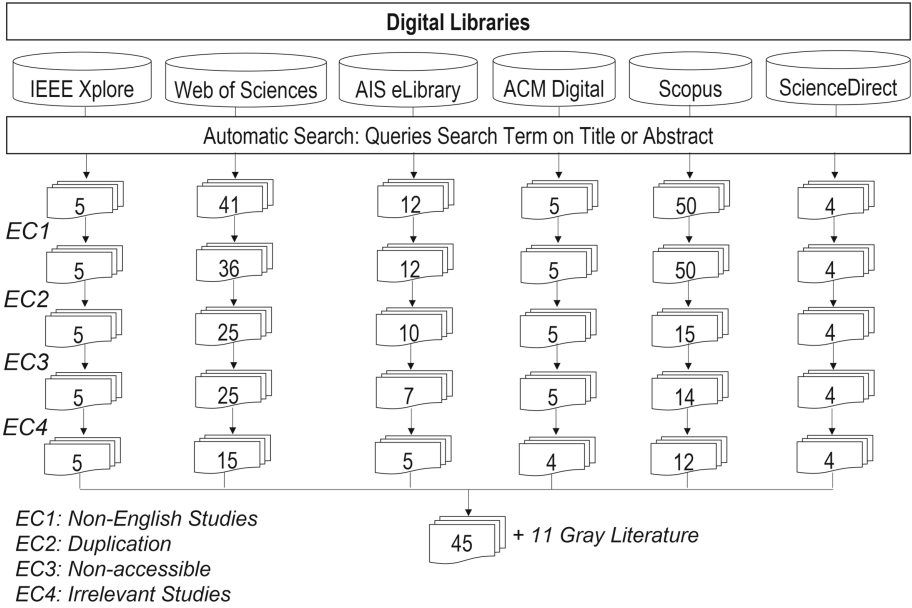 Digital Libraries
IEEE Xplore Web of Sciences AIS eLibrary ACM Digital Scopus ScienceDirect
Automatic Search: Queries Search Term on Title or Abstract
5 41 12 5 50 4
EC1
5 36 12 5 50 4
EC2
5 25 10 5 15 4
EC3
5 25 7 5 14 4
EC4
5 15 5 4 12 4
45 + 11 Gray Literature
EC1: Non-English Studies
EC2: Duplication
EC3: Non-accessible
EC4: Irrelevant Studies